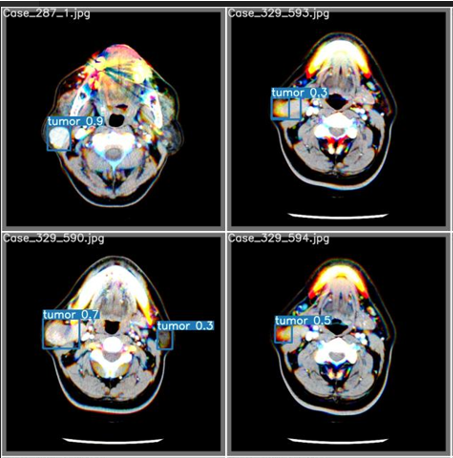 Case_287_1.jpg
tumor 0.9
Case_329_593.jpg
tumor 0.3
Case_329_590.jpg
tumor 0.7
tumor 0.3
Case_329_594.jpg
tumor 0.5